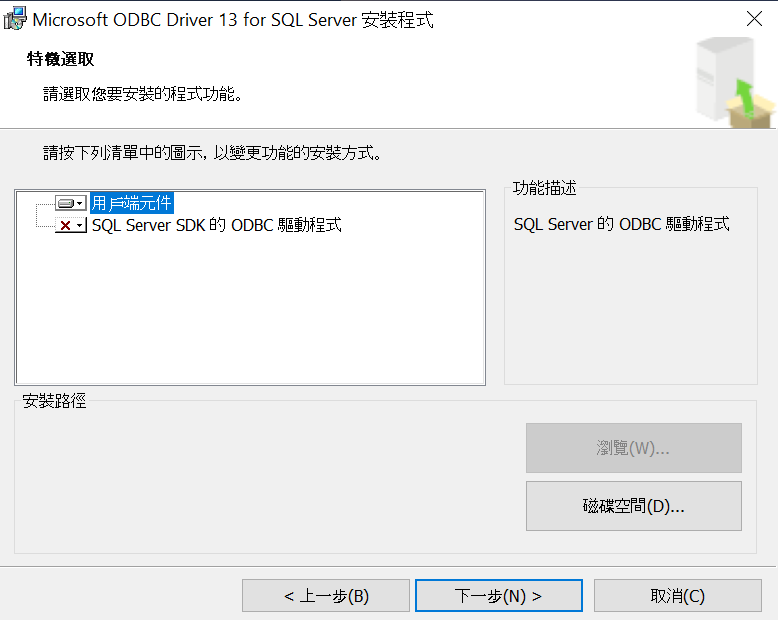 Microsoft ODBC Driver 13 for SQL Server 安裝程式
特徵選取
請選取您要安裝的程式功能。
請按下列清單中的圖示, 以變更功能的安裝方式。
用戶端元件
SQL Server SDK 的 ODBC 驅動程式
功能描述
SQL Server 的 ODBC 驅動程式
安裝路徑
瀏覽(W)...
磁碟空間(D)...
< 上一步(B)
下一步(N) >
取消(C)